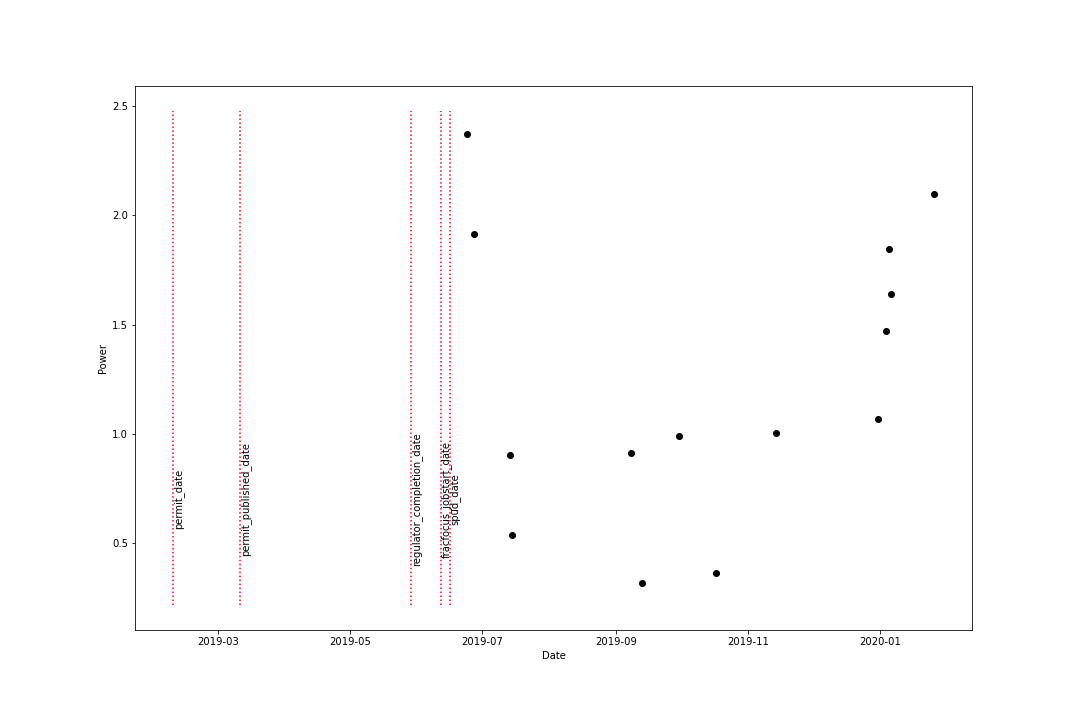 2.5
2.0
1.5
1.0
0.5
Power
permit_date
permit_published_date
regulator_completion_date
fracfocus_jobstart_date
spud_date
2019-03
2019-05
2019-07
2019-09
2019-11
2020-01
Date